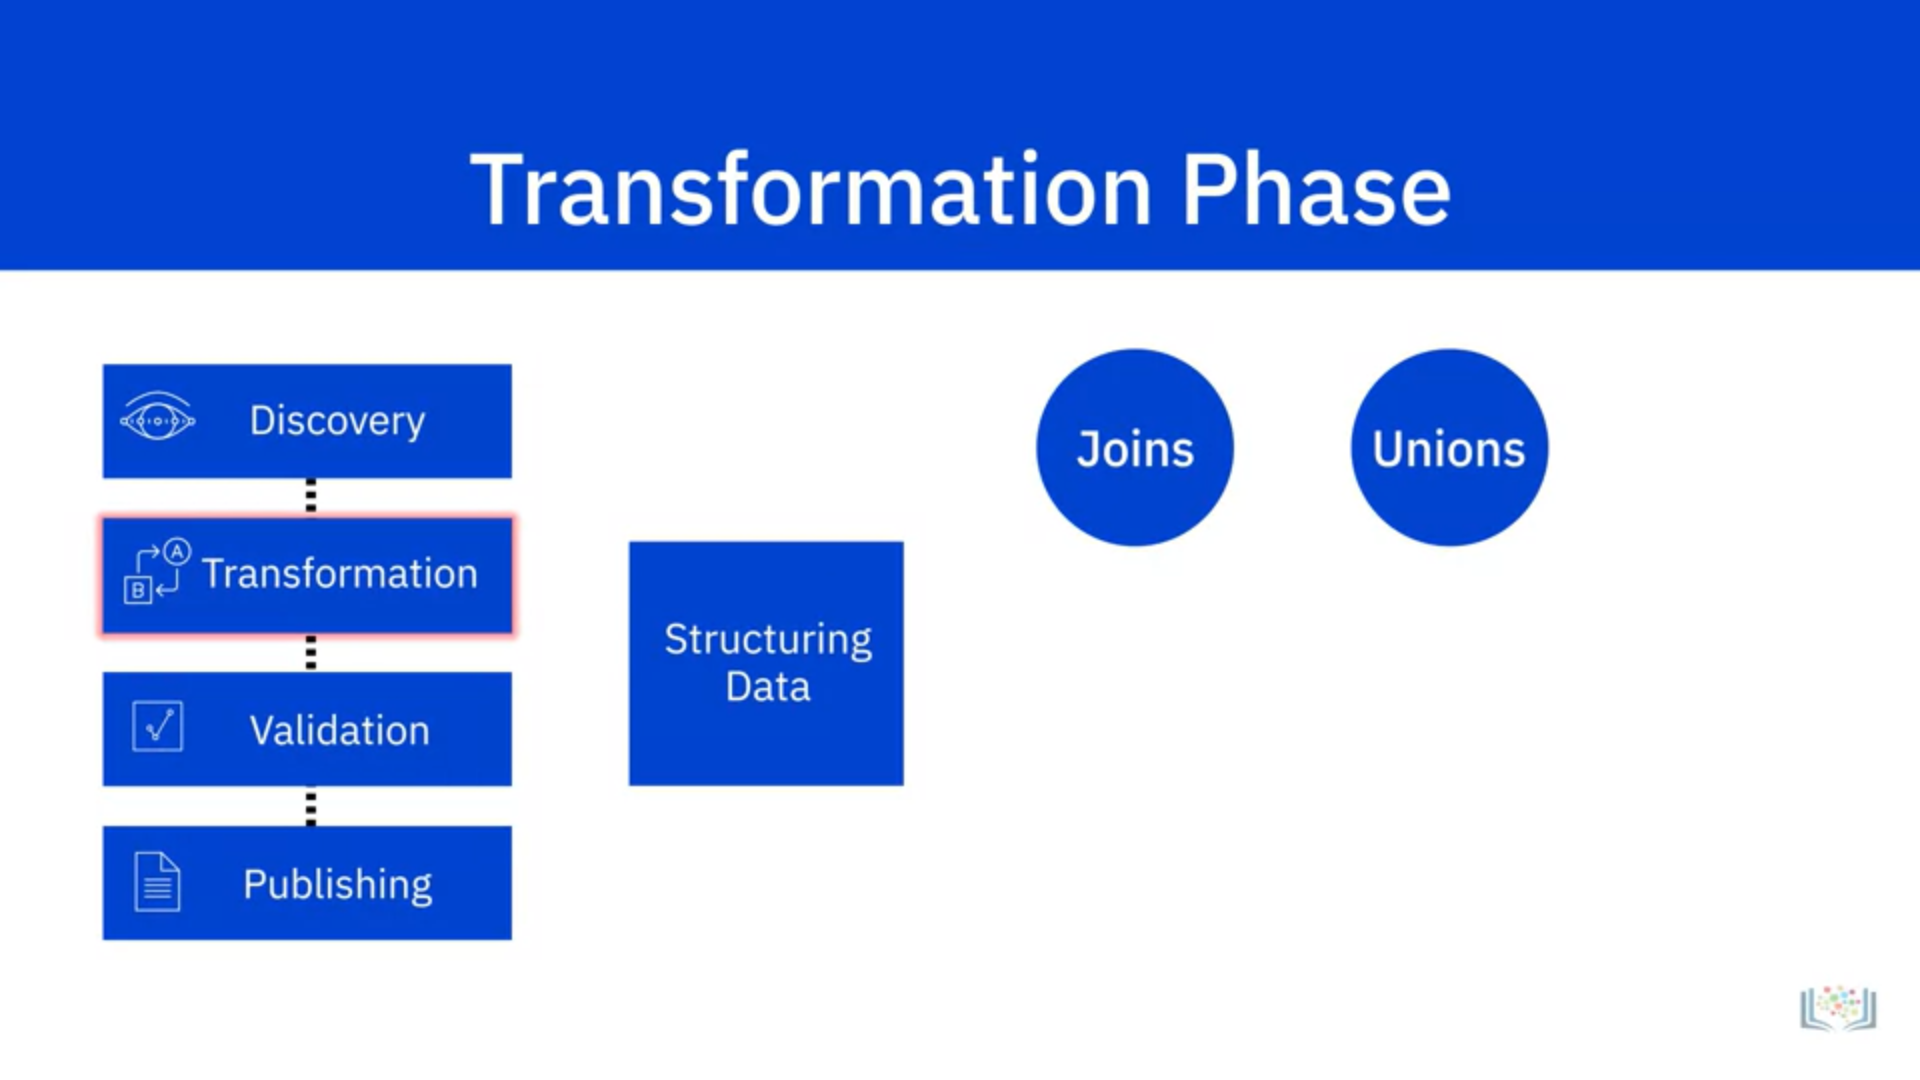 Transformation Phase
Discovery
A
B
Transformation
Validation
Publishing
Structuring
Data
Joins
Unions